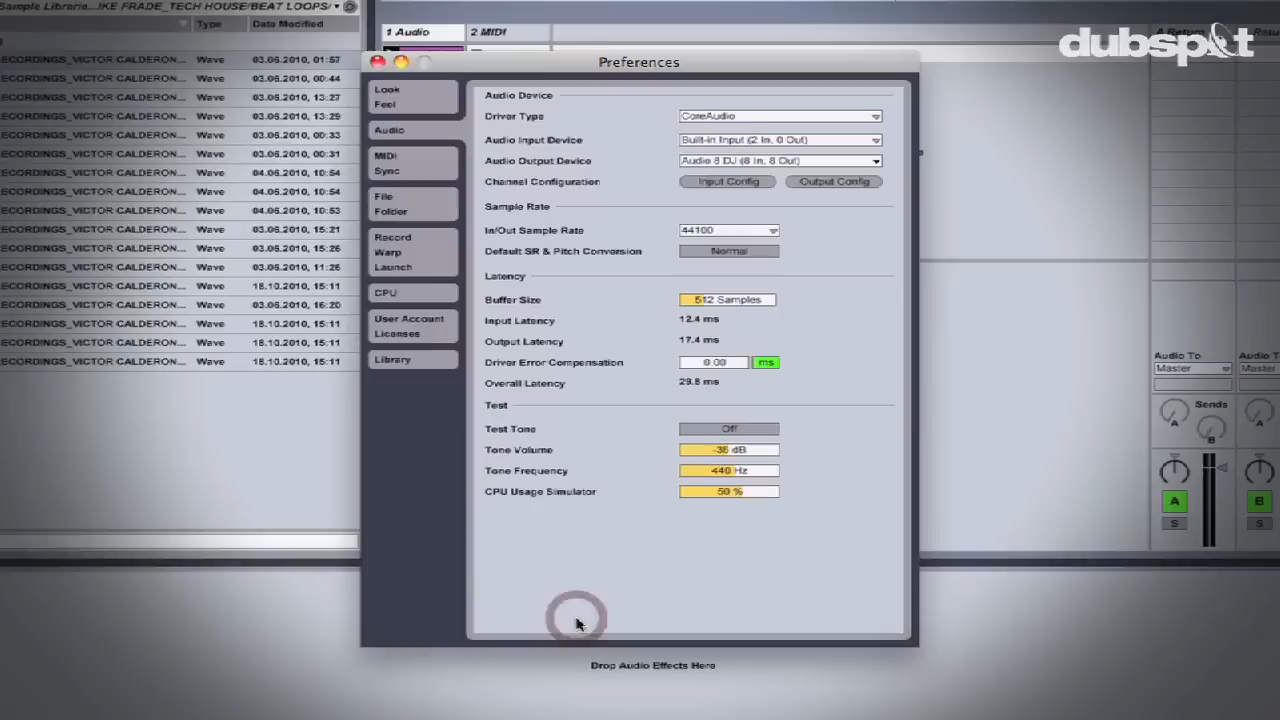 Sample Librarie...IKE FRADE_TECH HOUSE/BEAT LOOPS/
Type Date Modified
ECORDINGS_VICTOR CALDERON... Wave 03.06.2010, 01:57
ECORDINGS_VICTOR CALDERON... Wave 03.06.2010, 00:44
ECORDINGS_VICTOR CALDERON... Wave 03.06.2010, 13:27
ECORDINGS_VICTOR CALDERON... Wave 03.06.2010, 13:29
ECORDINGS_VICTOR CALDERON... Wave 03.06.2010, 00:33
ECORDINGS_VICTOR CALDERON... Wave 03.06.2010, 00:31
ECORDINGS_VICTOR CALDERON... Wave 04.06.2010, 10:54
ECORDINGS_VICTOR CALDERON... Wave 04.06.2010, 10:54
ECORDINGS_VICTOR CALDERON... Wave 04.06.2010, 10:53
ECORDINGS_VICTOR CALDERON... Wave 03.06.2010, 15:21
ECORDINGS_VICTOR CALDERON... Wave 03.06.2010, 15:26
ECORDINGS_VICTOR CALDERON... Wave 03.06.2010, 11:26
ECORDINGS_VICTOR CALDERON... Wave 18.10.2010, 15:11
ECORDINGS_VICTOR CALDERON... Wave 03.06.2010, 16:20
ECORDINGS_VICTOR CALDERON... Wave 18.10.2010, 15:11
ECORDINGS_VICTOR CALDERON... Wave 18.10.2010, 15:11
ECORDINGS_VICTOR CALDERON... Wave 18.10.2010, 15:11
1 Audio 2 MIDI
A Return
dubspot
Preferences
Look
Feel
Audio
MIDI
Sync
File
Folder
Record
Warp
Launch
CPU
User Account
Licenses
Library
Audio Device
Driver Type CoreAudio
Audio Input Device Built-in Input (2 In, 0 Out)
Audio Output Device Audio 8 DJ (8 In, 8 Out)
Channel Configuration Input Config Output Config
Sample Rate
In/Out Sample Rate 44100
Default SR & Pitch Conversion Normal
Latency
Buffer Size 512 Samples
Input Latency 12.4 ms
Output Latency 17.4 ms
Driver Error Compensation 0.00 ms
Overall Latency 29.8 ms
Test
Test Tone Off
Tone Volume -36 dB
Tone Frequency 440 Hz
CPU Usage Simulator 50 %
Audio To Audio T
Master Master
Sends
A B A
A B
S S
Drop Audio Effects Here